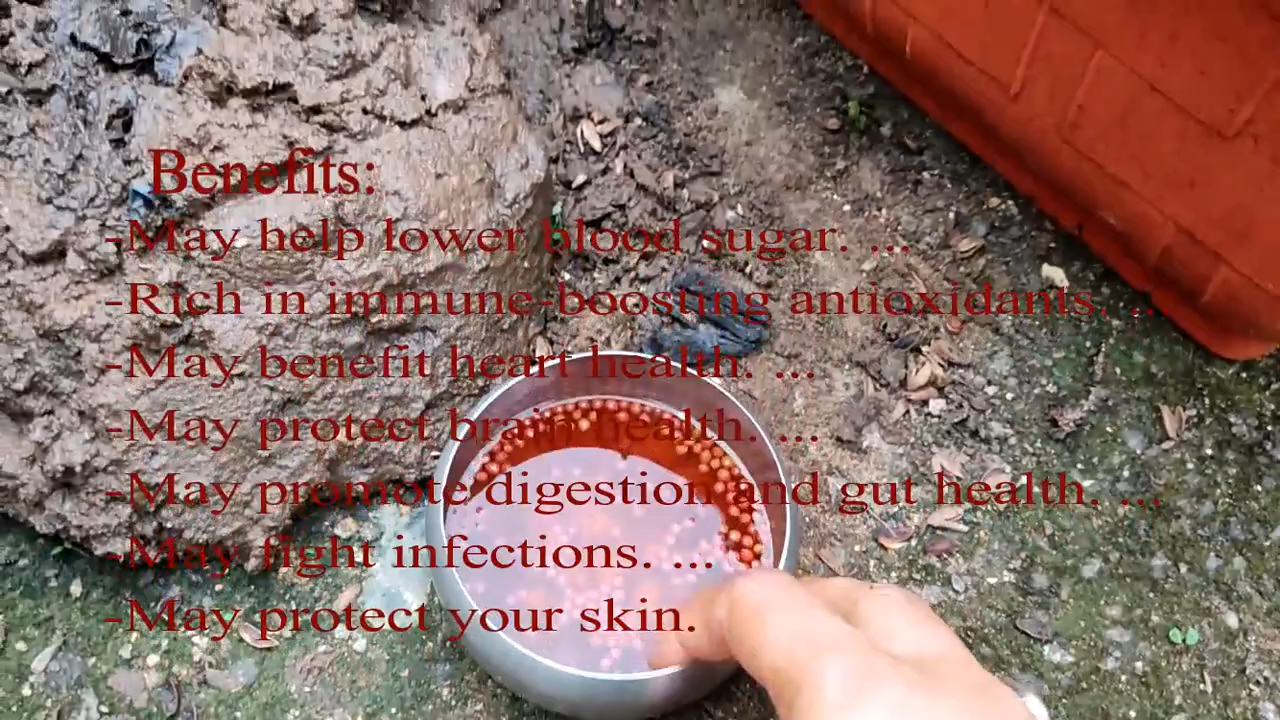 Benefits:
-May help lower blood sugar. ...
-Rich in immune-boosting antioxidants. ...
-May benefit heart health. ...
-May protect brain health. ...
-May promote digestion and gut health. ...
-May fight infections. ...
-May protect your skin.